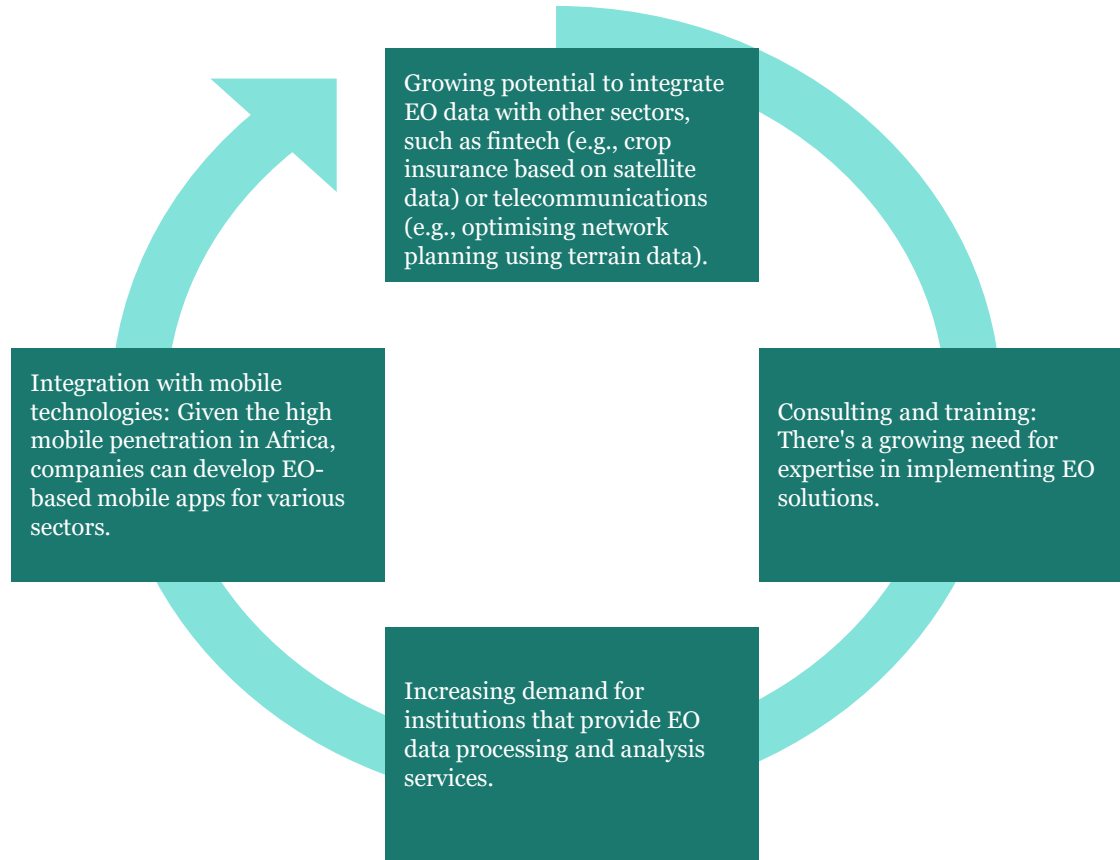 Growing potential to integrate
EO data with other sectors,
such as fintech (e.g., crop
insurance based on satellite
data) or telecommunications
(e.g., optimising network
planning using terrain data).
Consulting and training:
There's a growing need for
expertise in implementing EO
solutions.
Increasing demand for
institutions that provide EO
data processing and analysis
services.
Integration with mobile
technologies: Given the high
mobile penetration in Africa,
companies can develop EO-
based mobile apps for various
sectors.